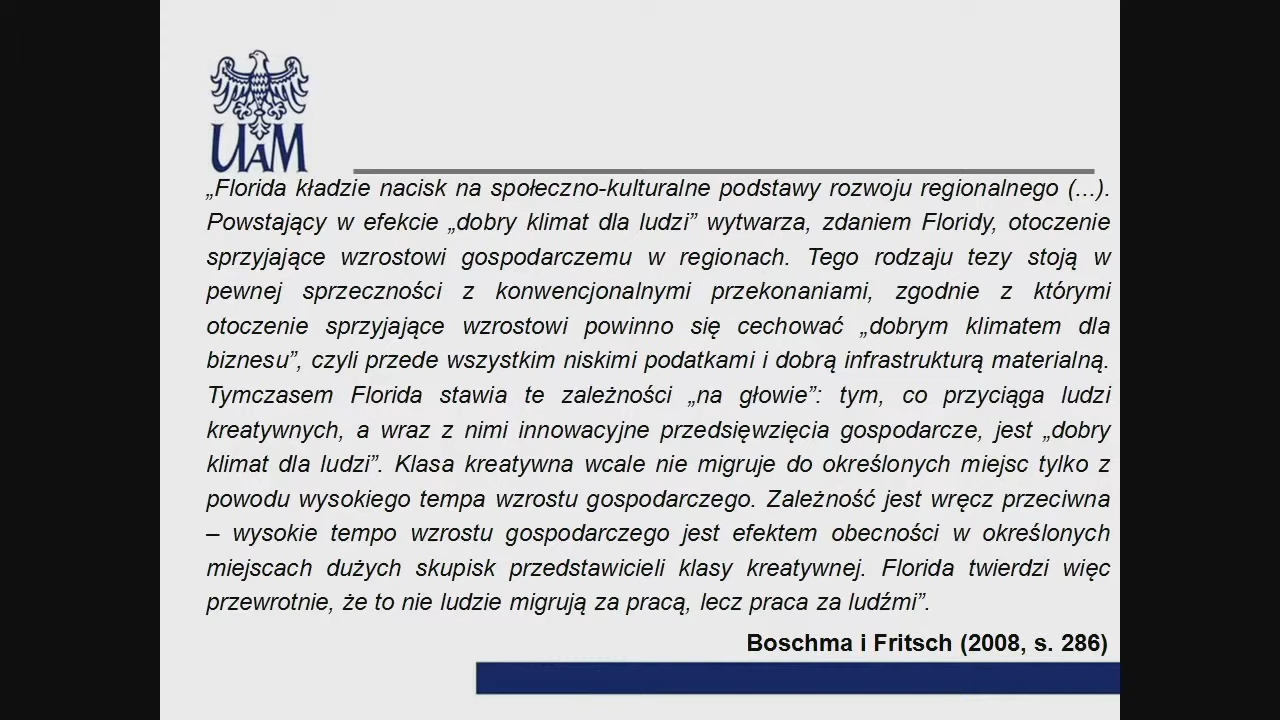 UAM
„Florida kładzie nacisk na społeczno-kulturalne podstawy rozwoju regionalnego (...).
Powstający w efekcie „dobry klimat dla ludzi” wytwarza, zdaniem Floridy, otoczenie
sprzyjające wzrostowi gospodarczemu w regionach. Tego rodzaju tezy stoją w
pewnej sprzeczności z konwencjonalnymi przekonaniami, zgodnie z którymi
otoczenie sprzyjające wzrostowi powinno się cechować „dobrym klimatem dla
biznesu”, czyli przede wszystkim niskimi podatkami i dobrą infrastrukturą materialną.
Tymczasem Florida stawia te zależności „na głowie”: tym, co przyciąga ludzi
kreatywnych, a wraz z nimi innowacyjne przedsięwzięcia gospodarcze, jest „dobry
klimat dla ludzi”. Klasa kreatywna wcale nie migruje do określonych miejsc tylko z
powodu wysokiego tempa wzrostu gospodarczego. Zależność jest wręcz przeciwna
– wysokie tempo wzrostu gospodarczego jest efektem obecności w określonych
miejscach dużych skupisk przedstawicieli klasy kreatywnej. Florida twierdzi więc
przewrotnie, że to nie ludzie migrują za pracą, lecz praca za ludźmi”.
Boschma i Fritsch (2008, s. 286)